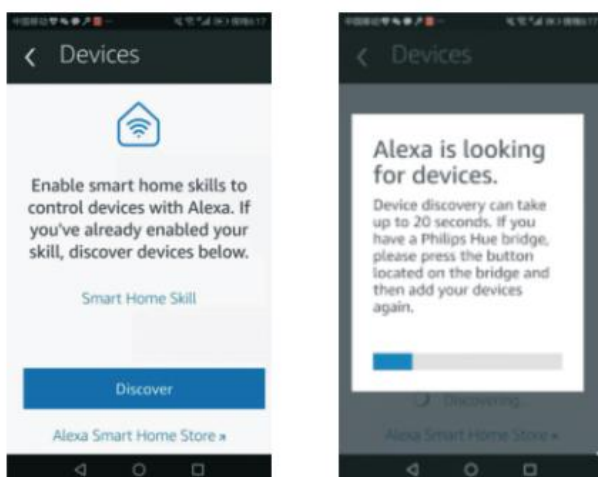 Devices
Enable smart home skills to
control devices with Alexa. If
you've already enabled your
skill, discover devices below.
Smart Home Skill
Discover
Alexa Smart Home Store »
Devices
Alexa is looking
for devices.
Device discovery can take
up to 20 seconds. If you
have a Philips Hue bridge,
please press the button
located on the bridge and
then add your devices
again.
Discovering...
Alexa Smart Home Store »